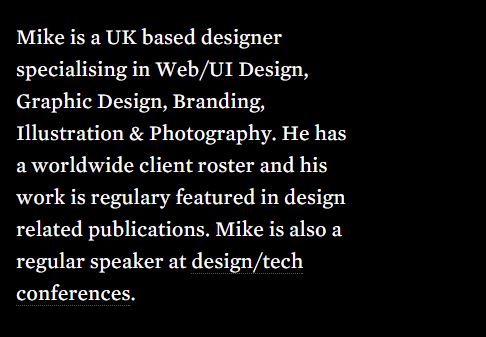 Mike is a UK based designer
specialising in Web/UI Design,
Graphic Design, Branding,
Illustration & Photography. He has
a worldwide client roster and his
work is regulary featured in design
related publications. Mike is also a
regular speaker at design/tech
conferences.